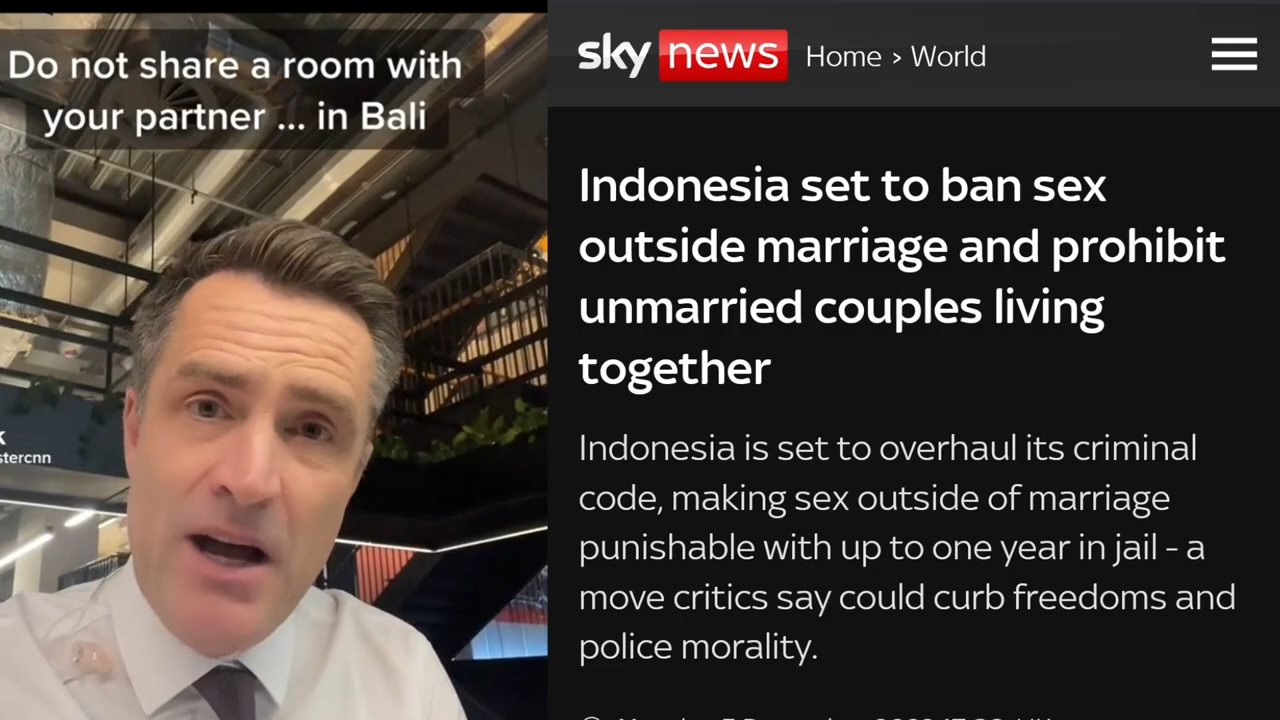 Do not share a room with
your partner ... in Bali
stercnn
sky news Home > World
Indonesia set to ban sex
outside marriage and prohibit
unmarried couples living
together
Indonesia is set to overhaul its criminal
code, making sex outside of marriage
punishable with up to one year in jail - a
move critics say could curb freedoms and
police morality.